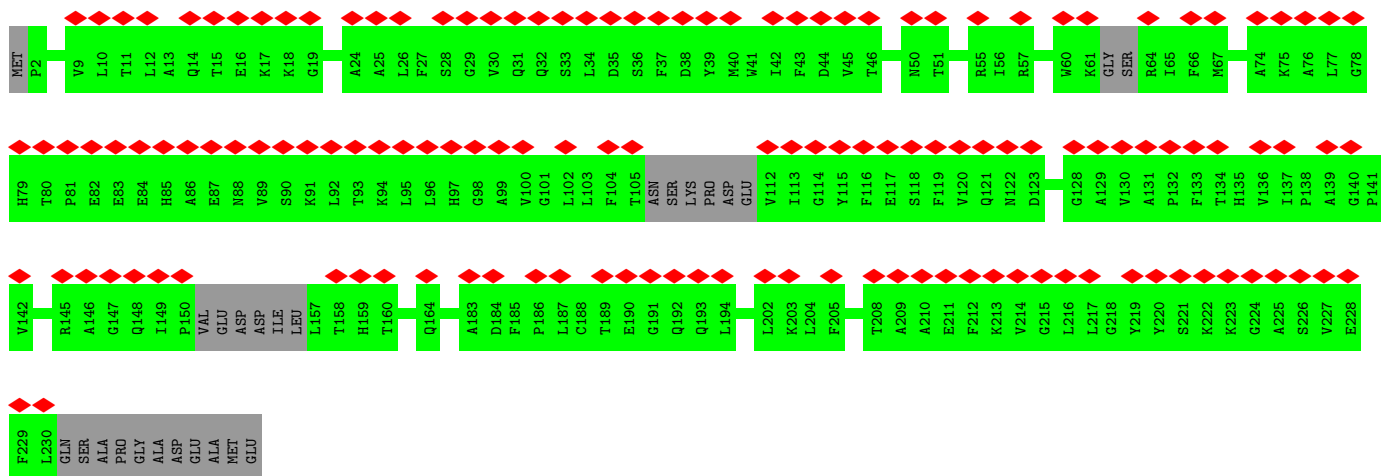 MET P2 V9 L10 T11 L12 A13 Q14 T15 E16 K17 K18 G19 A24 A25 L26 F27 S28 G29 V30 Q31 Q32 S33 L34 D35 S36 F37 D38 Y39 M40 W41 I42 F43 D44 V45 T46 N50 T51 R55 I56 R57 W60 K61 GLY SER R64 I65 F66 M67 A74 K75 A76 L77 G78
H79 T80 P81 E82 E83 E84 H85 A86 E87 N88 V89 S90 K91 L92 T93 K94 L95 L96 H97 G98 A99 V100 G101 L102 L103 F104 T105 ASN SER LYS PRO ASP GLU V112 I113 G114 Y115 F116 E117 S118 F119 V120 Q121 N122 D123 G128 A129 V130 A131 P132 F133 T134 H135 V136 I137 P138 A139 G140 P141
V142 R145 A146 G147 Q148 I149 P150 VAL GLU ASP ASP ILE LEU L157 T158 H159 T160 Q164 A183 D184 F185 P186 L187 C188 T189 E190 G191 Q192 Q193 L194 L202 K203 L204 F205 T208 A209 A210 E211 F212 K213 V214 G215 L216 L217 G218 Y219 Y220 S221 K222 K223 G224 A225 S226 V227 E228
F229 L230 GLN SER ALA PRO GLY ALA ASP GLU ALA MET GLU